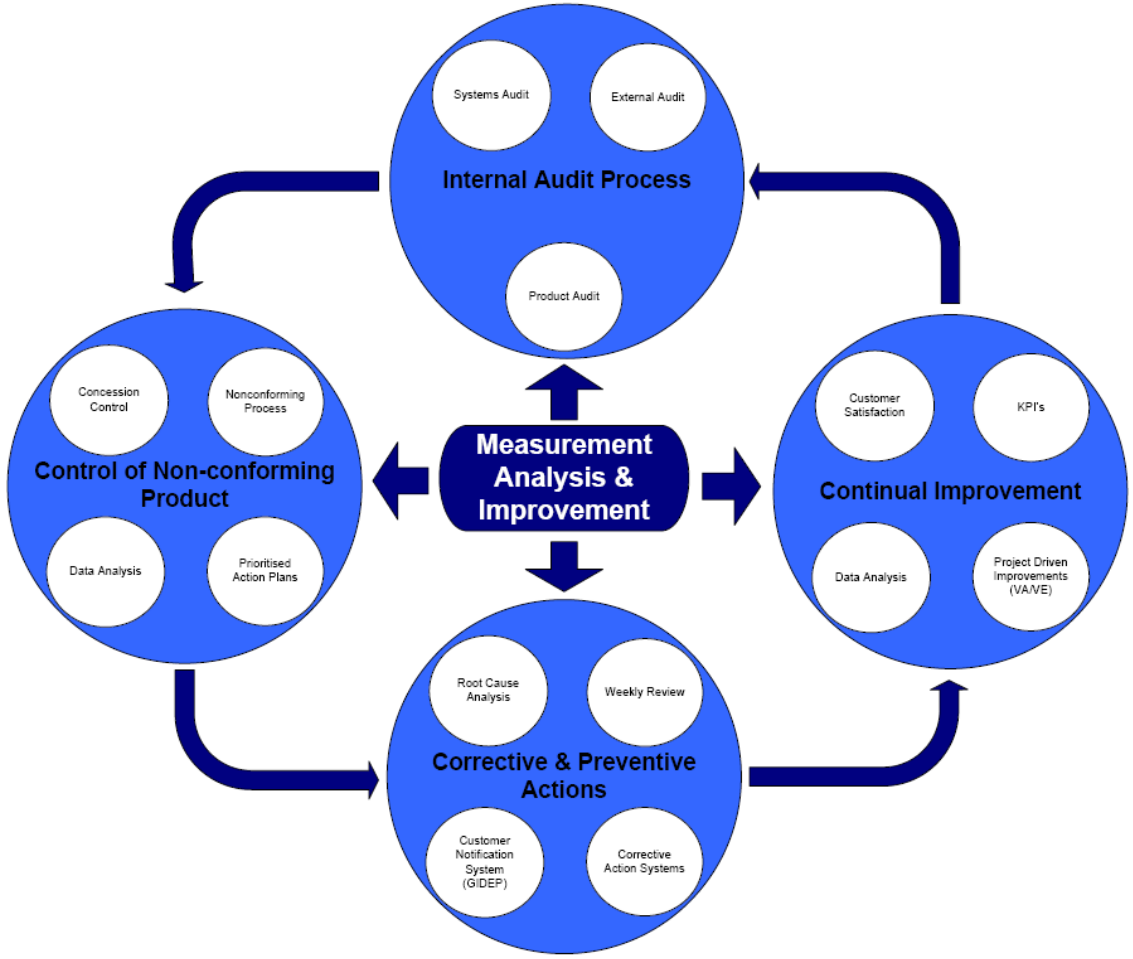 Systems Audit
External Audit
Internal Audit Process
Product Audit
Concession
Control
Nonconforming
Process
Control of Non-conforming
Product
Data Analysis
Prioritised
Action Plans
Measurement
Analysis &
Improvement
Customer
Satisfaction
KPI's
Continual Improvement
Data Analysis
Project Driven
Improvements
(VA/VE)
Root Cause
Analysis
Weekly Review
Corrective & Preventive
Actions
Customer
Notification
System
(GIDEP)
Corrective
Action Systems